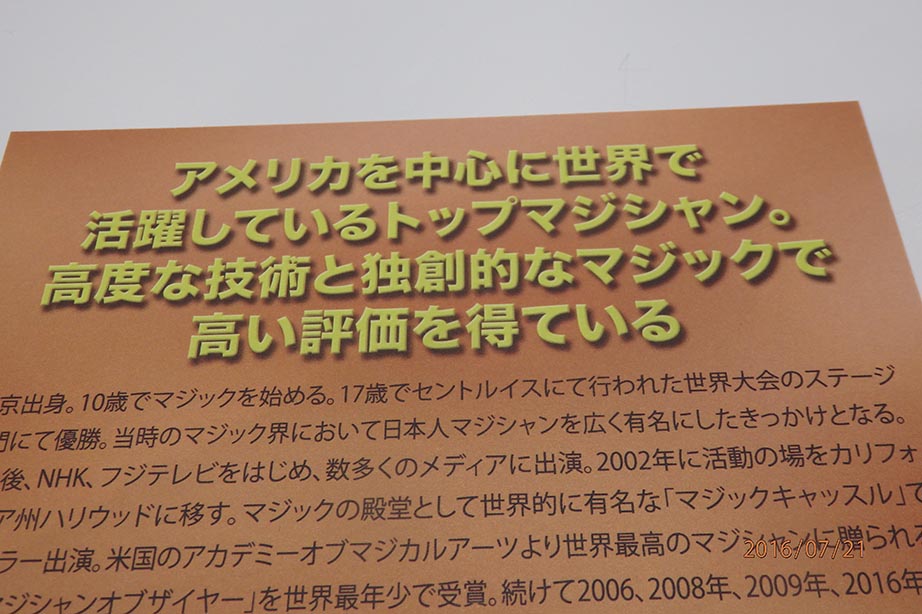 アメリカを中心に世界で
活躍しているトップマジシャン。
高度な技術と独創的なマジックで
高い評価を得ている
京出身。10歳でマジックを始める。17歳でセントルイスにて行われた世界大会のステージ
門にて優勝。当時のマジック界において日本人マジシャンを広く有名にしたきっかけとなる。
後、NHK、フジテレビをはじめ、数多くのメディアに出演。2002年に活動の場をカリフォ
ア州ハリウッドに移す。マジックの殿堂として世界的に有名な「マジックキャッスル」で
ラー出演。米国のアカデミーオブマジカルアーツより世界最高のマジシャンに贈られ
マジシャンオブザイヤー」を世界最年少で受賞。続けて2006、2008年、2009年、2016年
2016/07/21